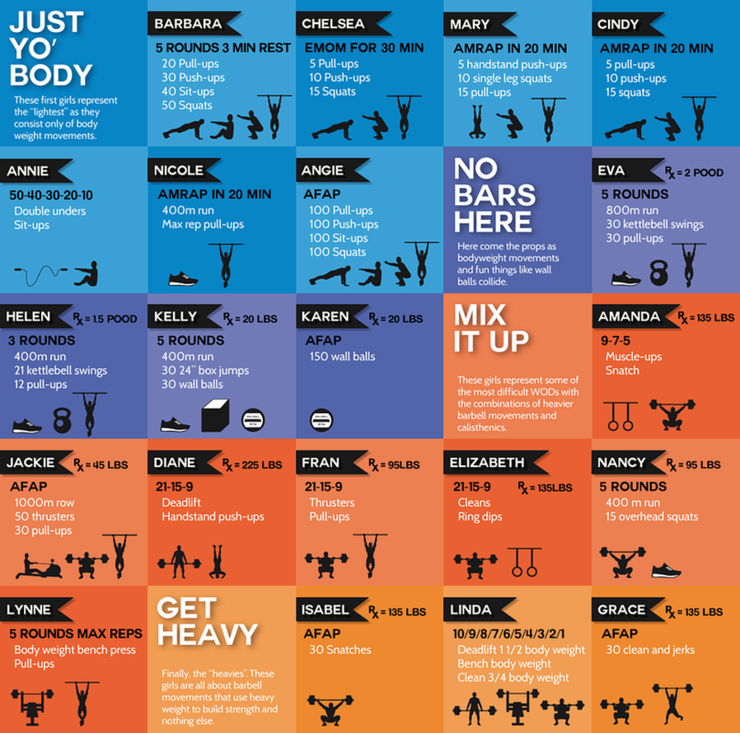 JUST
YO'
BODY
These first girls represent
the "lightest" as they
consist only of body
weight movements.
BARBARA
5 ROUNDS 3 MIN REST
20 Pull-ups
30 Push-ups
40 Sit-ups
50 Squats
CHELSEA
EMOM FOR 30 MIN
5 Pull-ups
10 Push-ups
15 Squats
MARY
AMRAP IN 20 MIN
5 handstand push-ups
10 single leg squats
15 pull-ups
CINDY
AMRAP IN 20 MIN
5 pull-ups
10 push-ups
15 squats
ANNIE
50-40-30-20-10
Double unders
Sit-ups
NICOLE
AMRAP IN 20 MIN
400m run
Max rep pull-ups
ANGIE
AFAP
100 Pull-ups
100 Push-ups
100 Sit-ups
100 Squats
NO
BARS
HERE
Here come the props as
bodyweight movements
and fun things like wall
balls collide.
EVA
Rx = 2 POOD
5 ROUNDS
800m run
30 kettlebell swings
30 pull-ups
HELEN
Rx = 1.5 POOD
3 ROUNDS
400m run
21 kettlebell swings
12 pull-ups
KELLY
Rx = 20 LBS
5 ROUNDS
400m run
30 24" box jumps
30 wall balls
KAREN
Rx = 20 LBS
AFAP
150 wall balls
MIX
IT UP
These girls represent some of
the most difficult WODs with
the combinations of heavier
barbell movements and
calisthenics.
AMANDA
Rx = 135 LBS
9-7-5
Muscle-ups
Snatch
JACKIE
Rx = 45 LBS
AFAP
1000m row
50 thrusters
30 pull-ups
DIANE
Rx = 225 LBS
21-15-9
Deadlift
Handstand push-ups
FRAN
Rx = 95LBS
21-15-9
Thrusters
Pull-ups
ELIZABETH
21-15-9
Rx = 135LBS
Cleans
Ring dips
NANCY
Rx = 95 LBS
5 ROUNDS
400 m run
15 overhead squats
LYNNE
5 ROUNDS MAX REPS
Body weight bench press
Pull-ups
GET
HEAVY
Finally, the "heavies". These
girls are all about barbell
movements that use heavy
weight to build strength and
nothing else.
ISABEL
Rx = 135 LBS
AFAP
30 Snatches
LINDA
10/9/8/7/6/5/4/3/2/1
Deadlift 1 1/2 body weight
Bench body weight
Clean 3/4 body weight
GRACE
Rx = 135 LBS
AFAP
30 clean and jerks